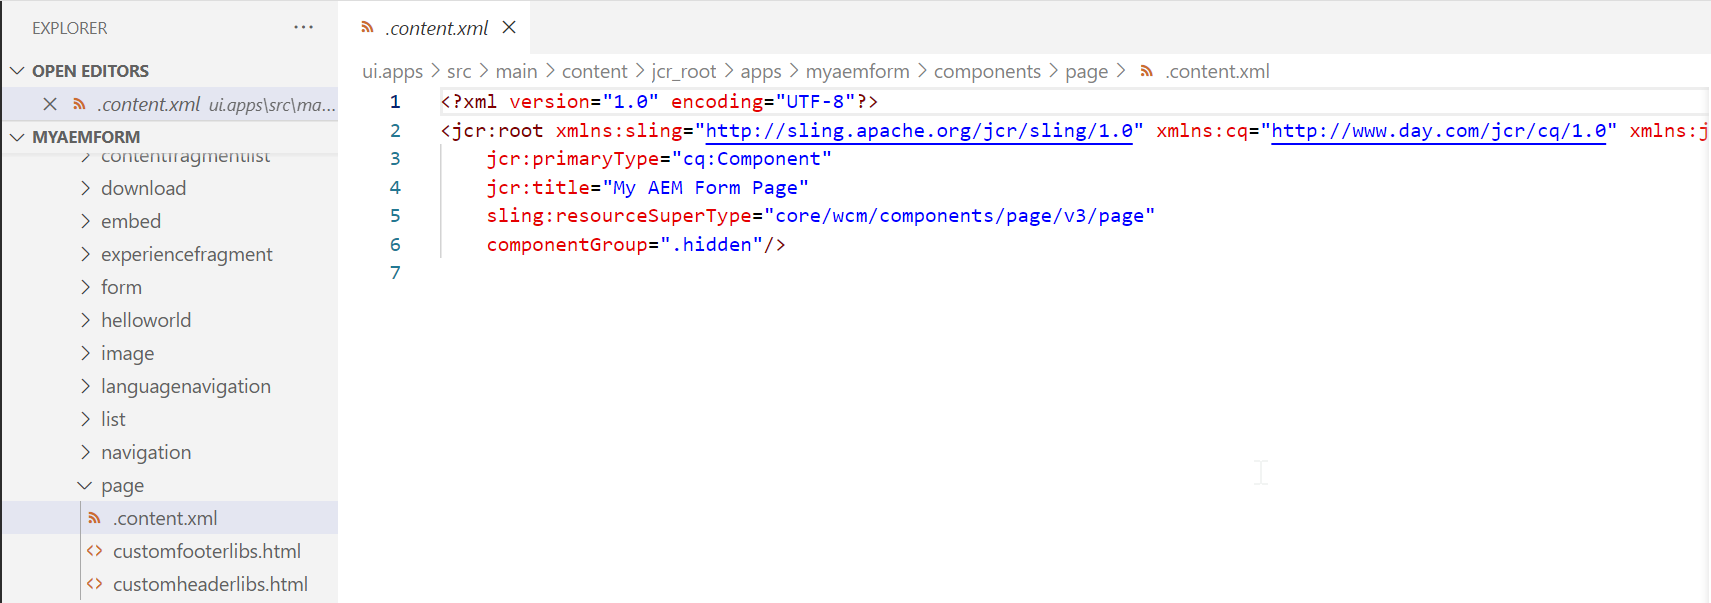 EXPLORER ···
OPEN EDITORS
.content.xml ui.apps\src\ma...
MYAEMFORM
contentfragmentlist
download
embed
experiencefragment
form
helloworld
image
languagenavigation
list
navigation
page
.content.xml
customfooterlibs.html
customheaderlibs.html
.content.xml
ui.apps > src > main > content > jcr_root > apps > myaemform > components > page > .content.xml
1 <?xml version="1.0" encoding="UTF-8"?>
2 <jcr:root xmlns:sling="http://sling.apache.org/jcr/sling/1.0" xmlns:cq="http://www.day.com/jcr/cq/1.0" xmlns:j
3 jcr:primaryType="cq:Component"
4 jcr:title="My AEM Form Page"
5 sling:resourceSuperType="core/wcm/components/page/v3/page"
6 componentGroup=".hidden"/>
7